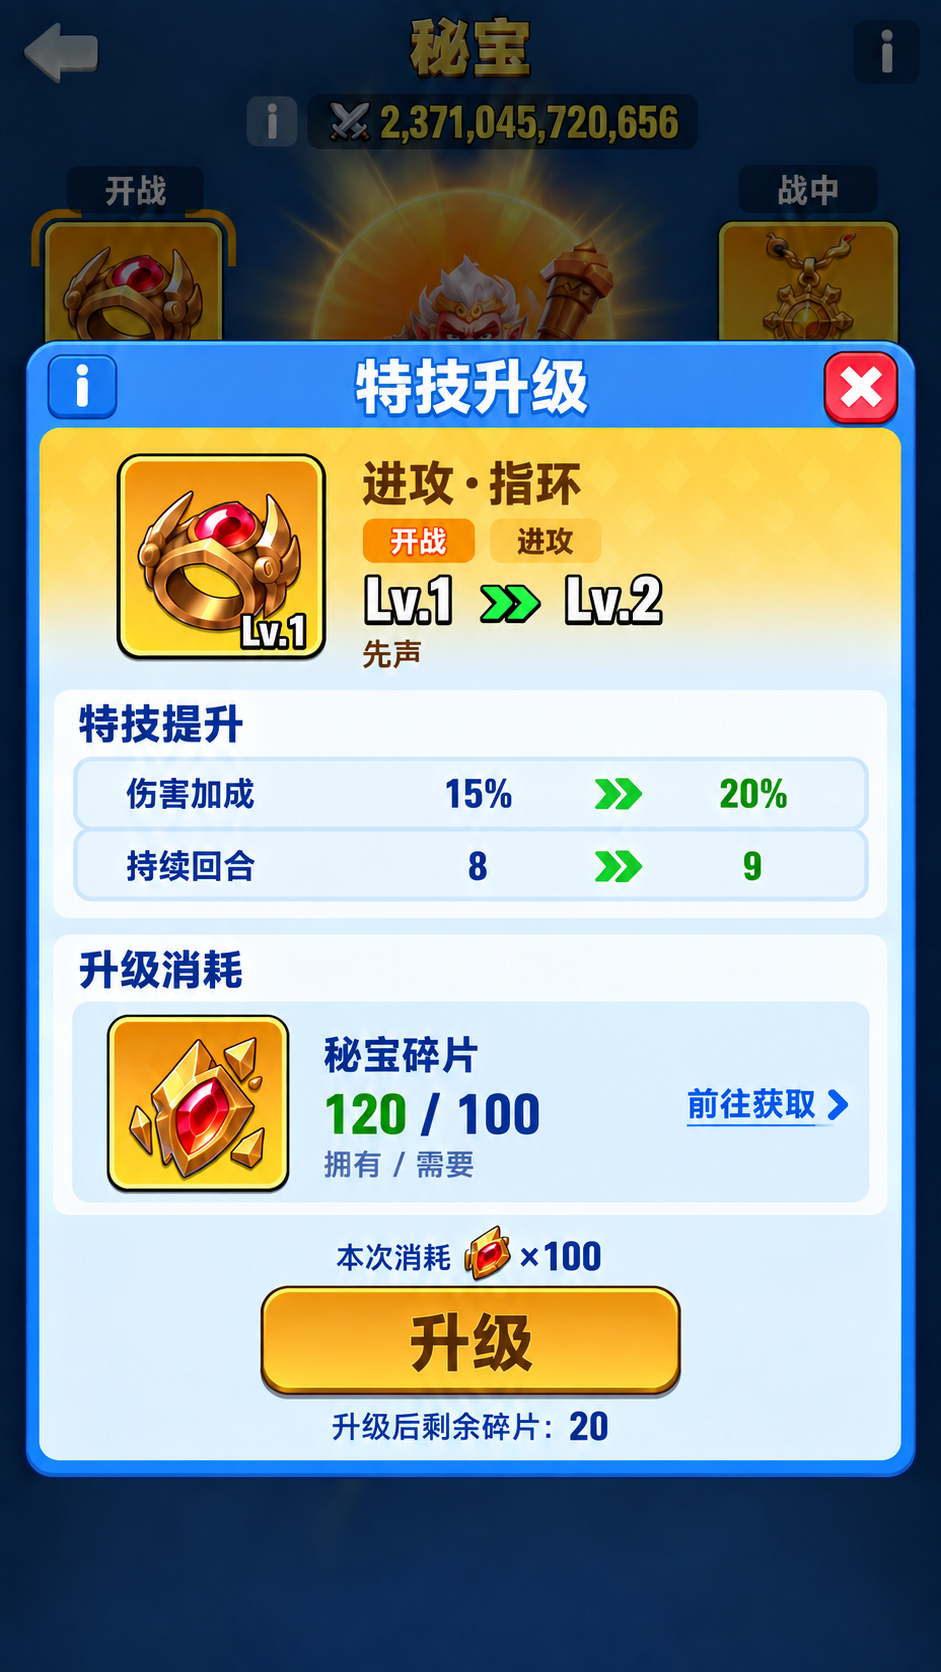 秘宝
2,371,045,720,656
开战
战中
特技升级
进攻·指环
开战 进攻
Lv.1 Lv.2
Lv.1
先声
特技提升
伤害加成 15% 20%
持续回合 8 9
升级消耗
秘宝碎片
120 / 100
拥有 / 需要
前往获取
本次消耗 ×100
升级
升级后剩余碎片：20